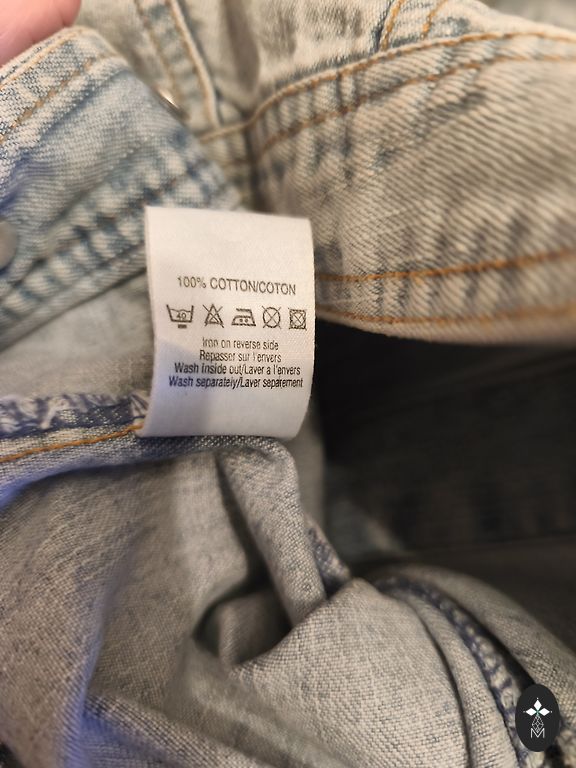 100% COTTON/COTON
40
Iron on reverse side
Repasser sur l'envers
Wash inside out/Laver a l'envers
Wash separately/Laver separement
M